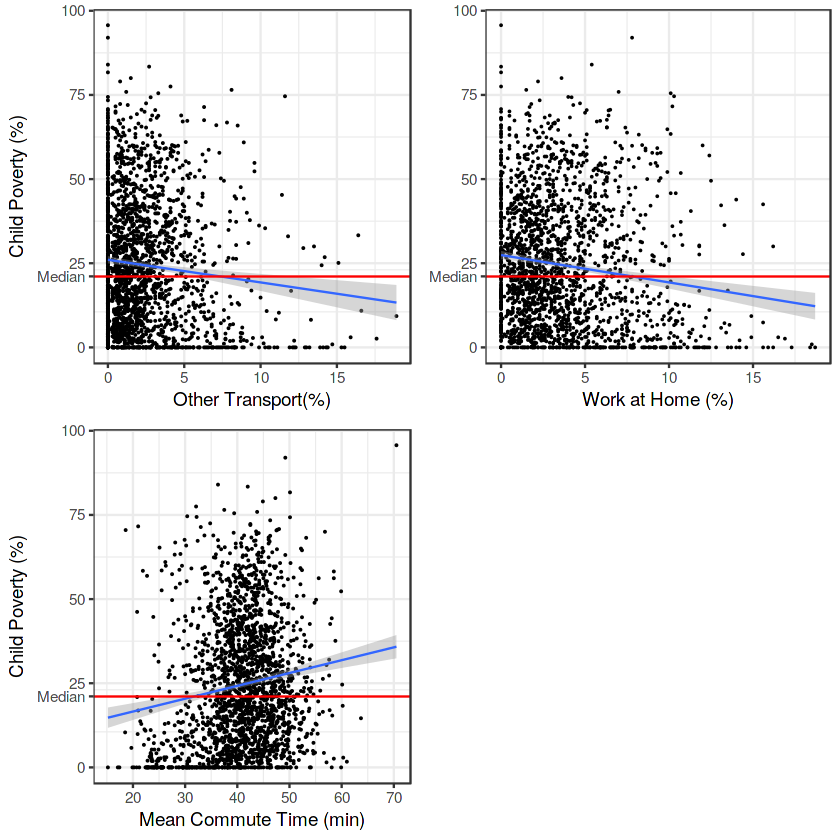 Child Poverty (%)
100
75
50
25
Median
0
0 5 10 15
Other Transport(%)
100
75
50
25
Median
0
0 5 10 15
Work at Home (%)
Child Poverty (%)
100
75
50
25
Median
0
20 30 40 50 60 70
Mean Commute Time (min)